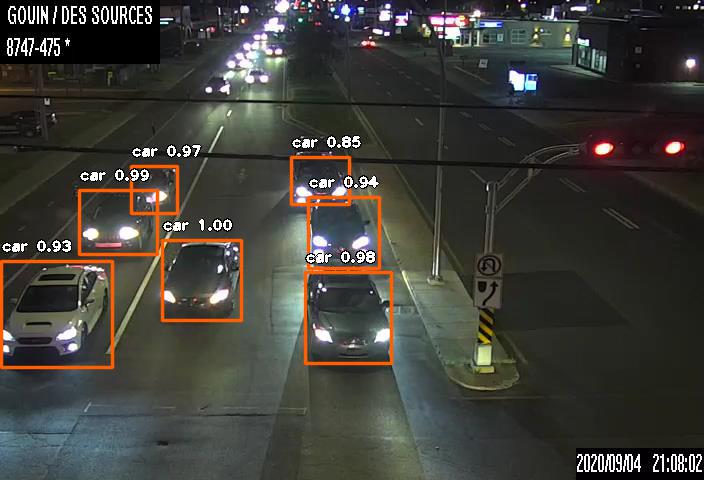 GOUIN / DES SOURCES
8747-475 *
car 0.97
car 0.85
car 0.99
car 0.94
car 1.00
car 0.93
car 0.98
2020/09/04 21:08:02